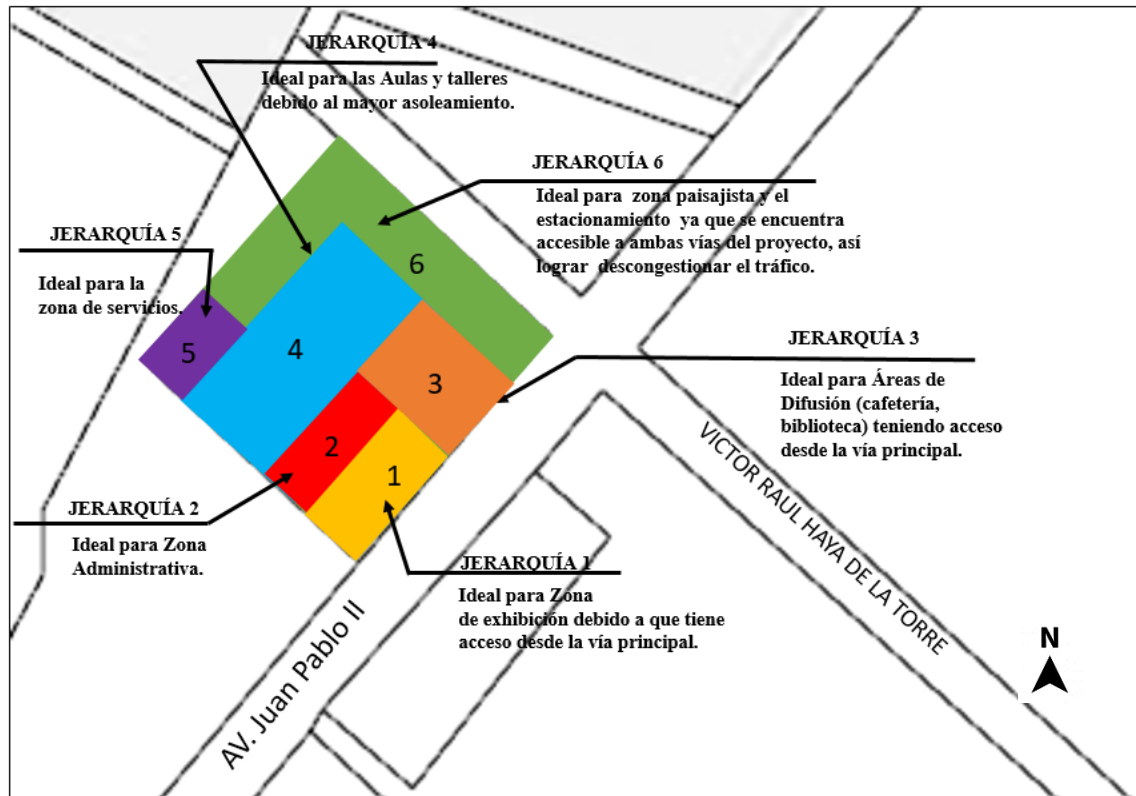 JERARQUÍA 4
Ideal para las Aulas y talleres
debido al mayor asoleamiento.
JERARQUÍA 6
Ideal para zona paisajista y el
estacionamiento ya que se encuentra
accesible a ambas vías del proyecto, así
lograr descongestionar el tráfico.
JERARQUÍA 5
Ideal para la
zona de servicios.
6
5
4
3
2
1
JERARQUÍA 3
Ideal para Áreas de
Difusión (cafetería,
biblioteca) teniendo acceso
desde la vía principal.
JERARQUÍA 2
Ideal para Zona
Administrativa.
JERARQUÍA 1
Ideal para Zona
de exhibición debido a que tiene
acceso desde la vía principal.
VICTOR RAUL HAYA DE LA TORRE
AV. Juan Pablo II
N